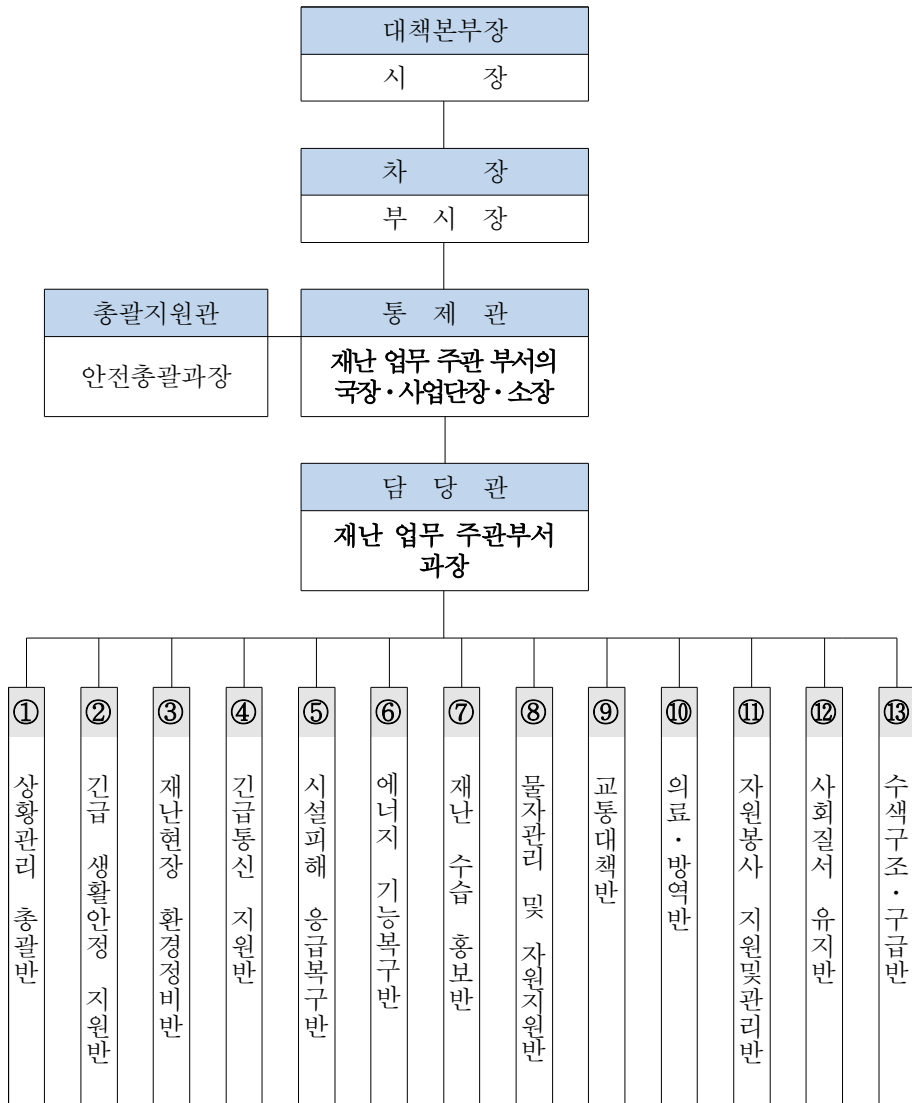 대책본부장
시 장
차 장
부 시 장
총괄지원관
안전총괄과장
통 제 관
재난 업무 주관 부서의
국장·사업단장·소장
담 당 관
재난 업무 주관부서
과장
① 상황관리 총괄반
② 긴급 생활안정 지원반
③ 재난현장 환경정비반
④ 긴급통신 지원반
⑤ 시설피해 응급복구반
⑥ 에너지 기능복구반
⑦ 재난 수습 홍보반
⑧ 물자관리 및 자원지원반
⑨ 교통대책반
⑩ 의료·방역반
⑪ 자원봉사 지원및관리반
⑫ 사회질서 유지반
⑬ 수색구조·구급반